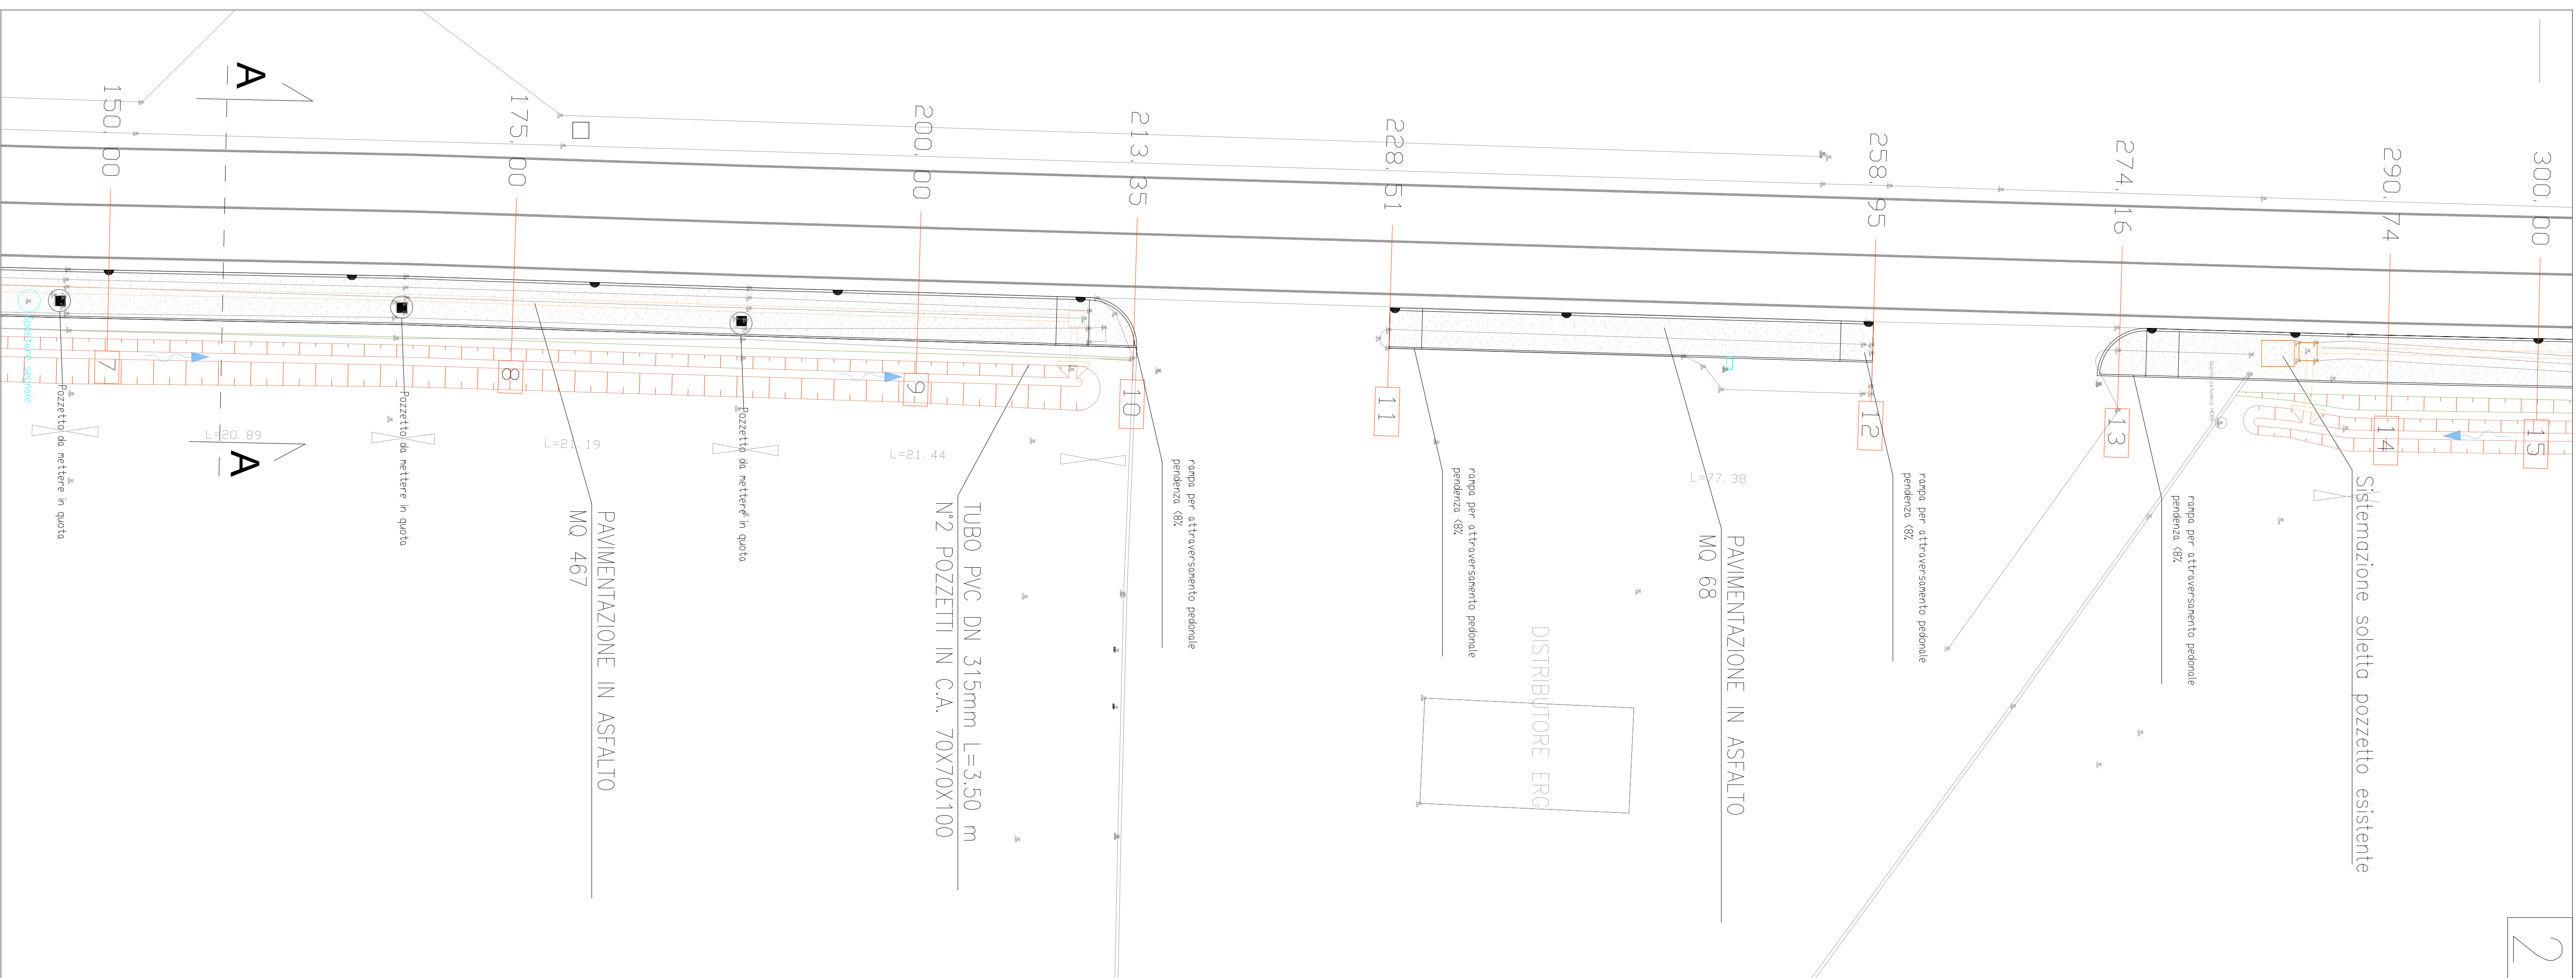 150.00
175.00
200.00
213.35
228.51
258.95
274.16
290.74
300.00
A
A
7
8
9
10
11
12
13
14
15
Spostare segnale
Pozzetto da mettere in quota
Pozzetto da mettere in quota
Pozzetto da mettere in quota
L=20.89
L=21.19
L=21.44
L=77.38
PAVIMENTAZIONE IN ASFALTO
MQ 467
TUBO PVC DN 315mm L=3.50 m
N°2 POZZETTI IN C.A. 70X70X100
rampa per attraversamento pedonale
pendenza <8%
rampa per attraversamento pedonale
pendenza <8%
DISTRIBUTORE ERG
PAVIMENTAZIONE IN ASFALTO
MQ 68
rampa per attraversamento pedonale
pendenza <8%
rampa per attraversamento pedonale
pendenza <8%
Sistemazione soletta pozzetto esistente
2